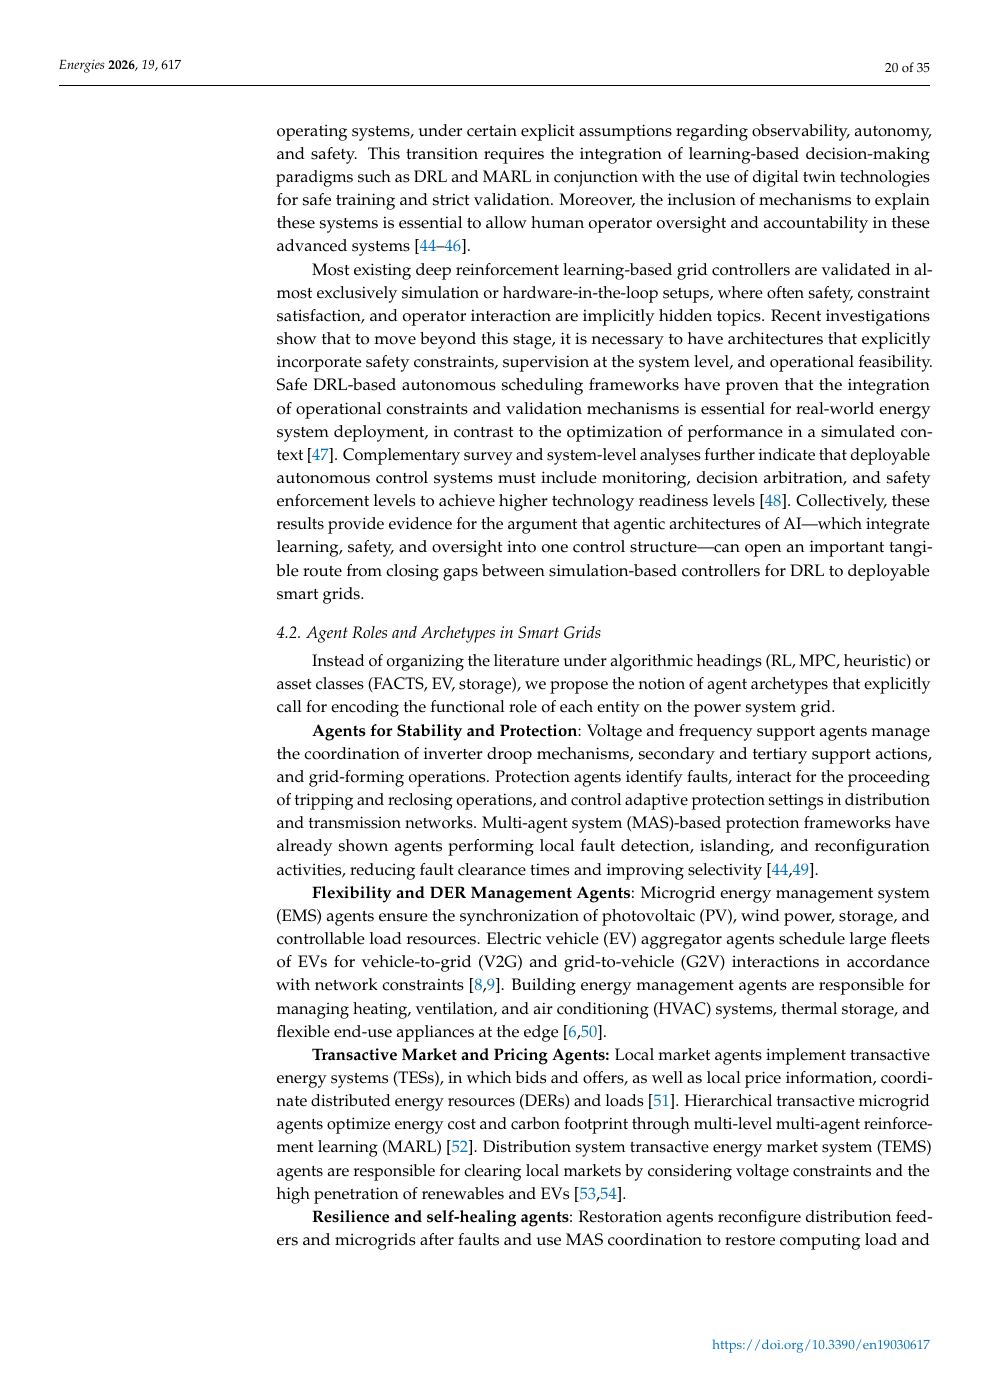 Energies 2026, 19, 617
20 of 35
operating systems, under certain explicit assumptions regarding observability, autonomy,
and safety. This transition requires the integration of learning-based decision-making
paradigms such as DRL and MARL in conjunction with the use of digital twin technologies
for safe training and strict validation. Moreover, the inclusion of mechanisms to explain
these systems is essential to allow human operator oversight and accountability in these
advanced systems [44–46].
Most existing deep reinforcement learning-based grid controllers are validated in al-
most exclusively simulation or hardware-in-the-loop setups, where often safety, constraint
satisfaction, and operator interaction are implicitly hidden topics. Recent investigations
show that to move beyond this stage, it is necessary to have architectures that explicitly
incorporate safety constraints, supervision at the system level, and operational feasibility.
Safe DRL-based autonomous scheduling frameworks have proven that the integration
of operational constraints and validation mechanisms is essential for real-world energy
system deployment, in contrast to the optimization of performance in a simulated con-
text [47]. Complementary survey and system-level analyses further indicate that deployable
autonomous control systems must include monitoring, decision arbitration, and safety
enforcement levels to achieve higher technology readiness levels [48]. Collectively, these
results provide evidence for the argument that agentic architectures of AI—which integrate
learning, safety, and oversight into one control structure—can open an important tangi-
ble route from closing gaps between simulation-based controllers for DRL to deployable
smart grids.
4.2. Agent Roles and Archetypes in Smart Grids
Instead of organizing the literature under algorithmic headings (RL, MPC, heuristic) or
asset classes (FACTS, EV, storage), we propose the notion of agent archetypes that explicitly
call for encoding the functional role of each entity on the power system grid.
Agents for Stability and Protection: Voltage and frequency support agents manage
the coordination of inverter droop mechanisms, secondary and tertiary support actions,
and grid-forming operations. Protection agents identify faults, interact for the proceeding
of tripping and reclosing operations, and control adaptive protection settings in distribution
and transmission networks. Multi-agent system (MAS)-based protection frameworks have
already shown agents performing local fault detection, islanding, and reconfiguration
activities, reducing fault clearance times and improving selectivity [44,49].
Flexibility and DER Management Agents: Microgrid energy management system
(EMS) agents ensure the synchronization of photovoltaic (PV), wind power, storage, and
controllable load resources. Electric vehicle (EV) aggregator agents schedule large fleets
of EVs for vehicle-to-grid (V2G) and grid-to-vehicle (G2V) interactions in accordance
with network constraints [8,9]. Building energy management agents are responsible for
managing heating, ventilation, and air conditioning (HVAC) systems, thermal storage, and
flexible end-use appliances at the edge [6,50].
Transactive Market and Pricing Agents: Local market agents implement transactive
energy systems (TESs), in which bids and offers, as well as local price information, coordi-
nate distributed energy resources (DERs) and loads [51]. Hierarchical transactive microgrid
agents optimize energy cost and carbon footprint through multi-level multi-agent reinforce-
ment learning (MARL) [52]. Distribution system transactive energy market system (TEMS)
agents are responsible for clearing local markets by considering voltage constraints and the
high penetration of renewables and EVs [53,54].
Resilience and self-healing agents: Restoration agents reconfigure distribution feed-
ers and microgrids after faults and use MAS coordination to restore computing load and
https://doi.org/10.3390/en19030617